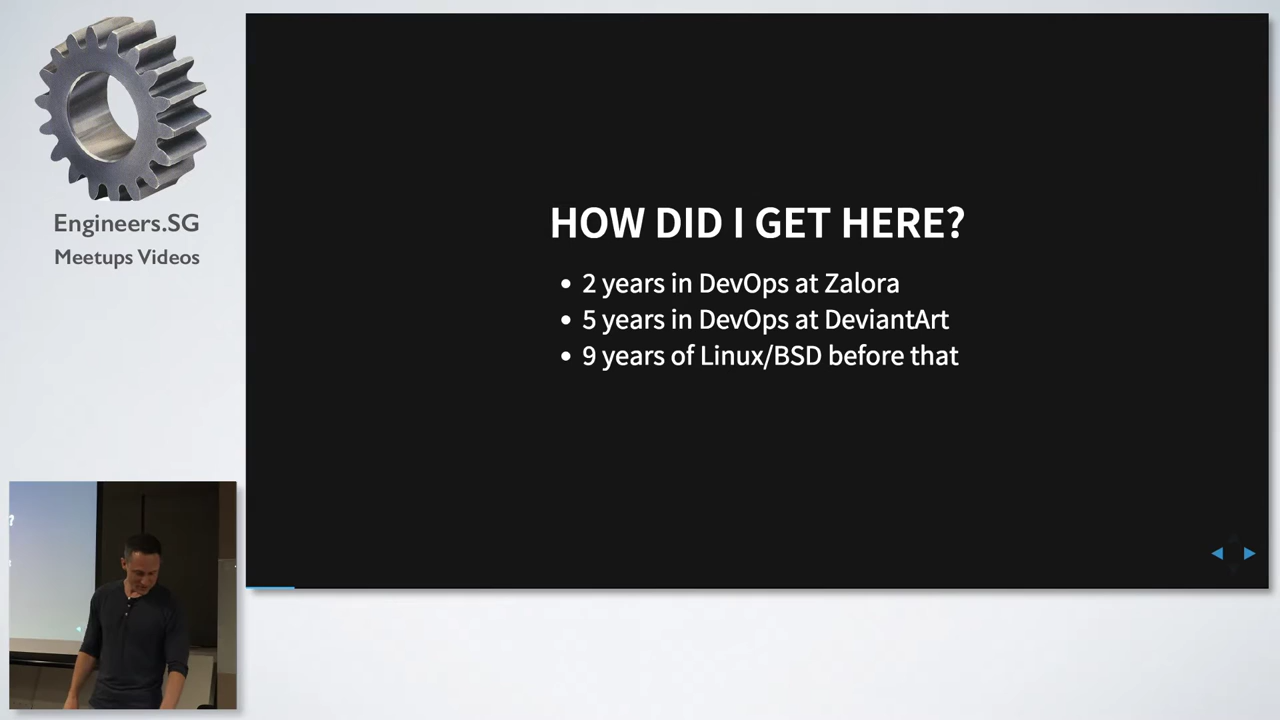 Engineers.SG
Meetups Videos
HOW DID I GET HERE?
• 2 years in DevOps at Zalora
• 5 years in DevOps at DeviantArt
• 9 years of Linux/BSD before that
?